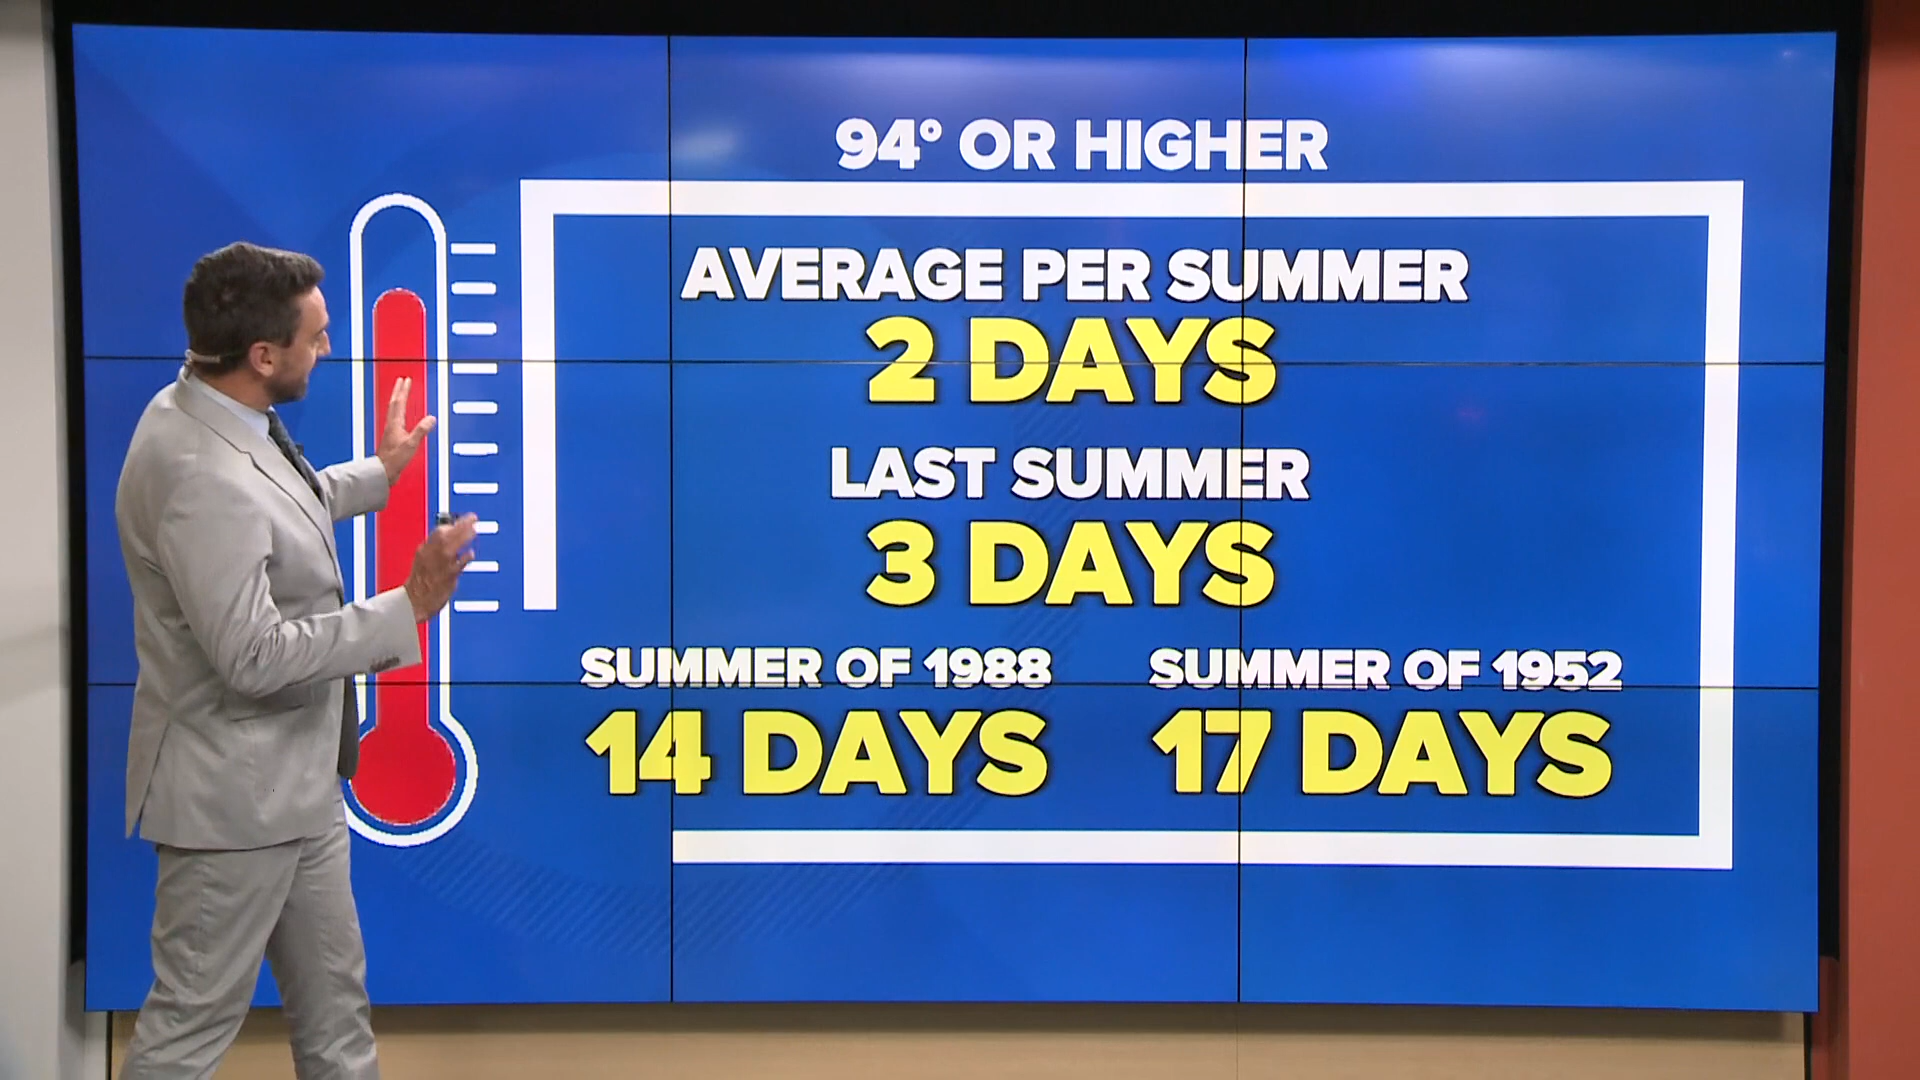 94° OR HIGHER
AVERAGE PER SUMMER
2 DAYS
LAST SUMMER
3 DAYS
SUMMER OF 1988 SUMMER OF 1952
14 DAYS 17 DAYS